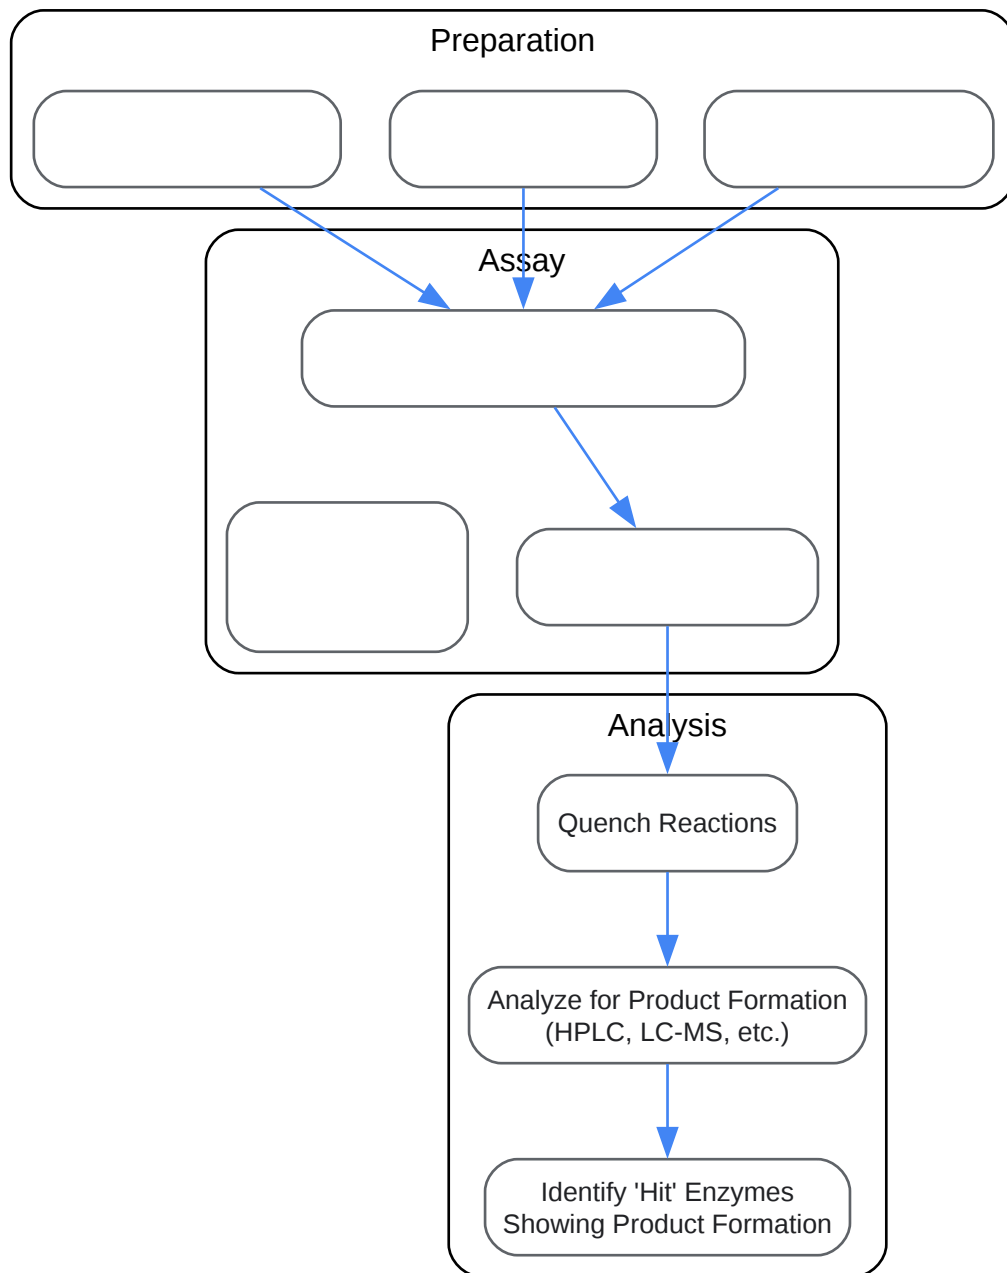 Preparation
Assay
Analysis
Quench Reactions
Analyze for Product Formation
(HPLC, LC-MS, etc.)
Identify 'Hit' Enzymes
Showing Product Formation